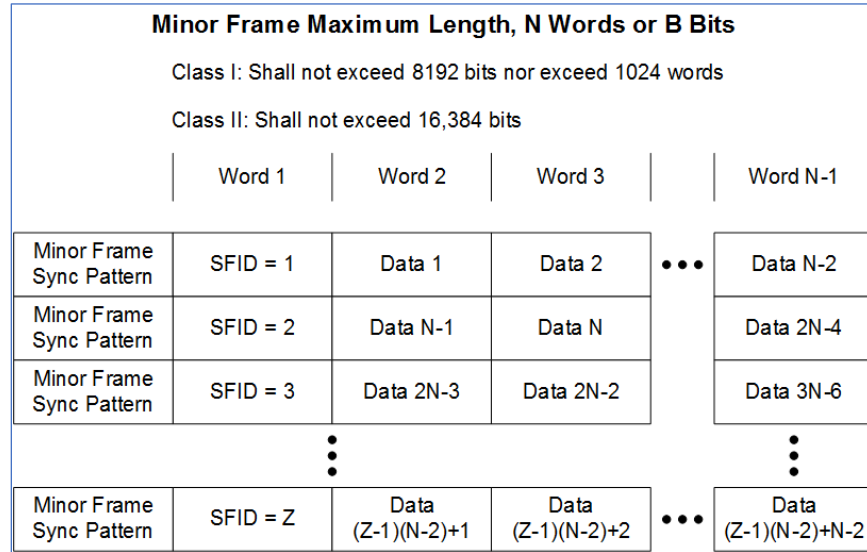 Minor Frame Maximum Length, N Words or B Bits
Class I: Shall not exceed 8192 bits nor exceed 1024 words
Class II: Shall not exceed 16,384 bits
Word 1 Word 2 Word 3 Word N-1
Minor Frame
Sync Pattern
SFID = 1 Data 1 Data 2 ••• Data N-2
Minor Frame
Sync Pattern
SFID = 2 Data N-1 Data N Data 2N-4
Minor Frame
Sync Pattern
SFID = 3 Data 2N-3 Data 2N-2 Data 3N-6
Minor Frame
Sync Pattern
SFID = Z
Data
(Z-1)(N-2)+1
Data
(Z-1)(N-2)+2
•••
Data
(Z-1)(N-2)+N-2